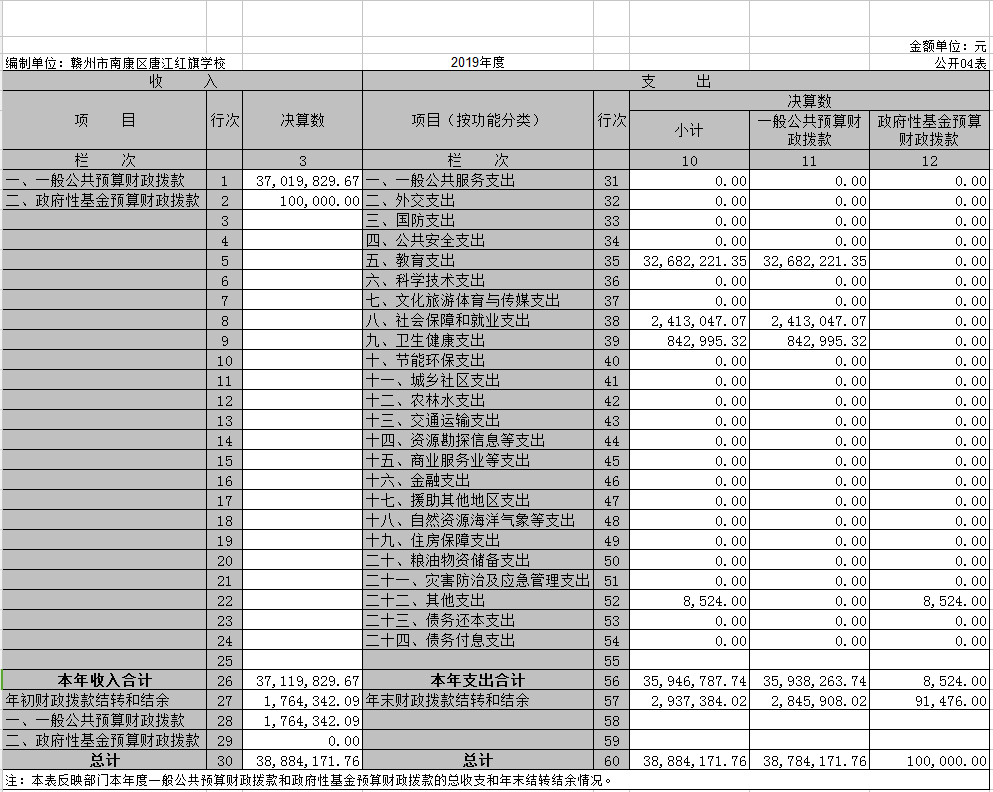 金额单位：元
编制单位：赣州市南康区唐江红旗学校 2019年度 公开04表
收 入 支 出
项 目 行次 决算数 项目（按功能分类） 行次 决算数
小计 一般公共预算财政拨款 政府性基金预算财政拨款
栏 次 3 栏 次 10 11 12
一、一般公共预算财政拨款 1 37,019,829.67 一、一般公共服务支出 31 0.00 0.00 0.00
二、政府性基金预算财政拨款 2 100,000.00 二、外交支出 32 0.00 0.00 0.00
3 三、国防支出 33 0.00 0.00 0.00
4 四、公共安全支出 34 0.00 0.00 0.00
5 五、教育支出 35 32,682,221.35 32,682,221.35 0.00
6 六、科学技术支出 36 0.00 0.00 0.00
7 七、文化旅游体育与传媒支出 37 0.00 0.00 0.00
8 八、社会保障和就业支出 38 2,413,047.07 2,413,047.07 0.00
9 九、卫生健康支出 39 842,995.32 842,995.32 0.00
10 十、节能环保支出 40 0.00 0.00 0.00
11 十一、城乡社区支出 41 0.00 0.00 0.00
12 十二、农林水支出 42 0.00 0.00 0.00
13 十三、交通运输支出 43 0.00 0.00 0.00
14 十四、资源勘探信息等支出 44 0.00 0.00 0.00
15 十五、商业服务业等支出 45 0.00 0.00 0.00
16 十六、金融支出 46 0.00 0.00 0.00
17 十七、援助其他地区支出 47 0.00 0.00 0.00
18 十八、自然资源海洋气象等支出 48 0.00 0.00 0.00
19 十九、住房保障支出 49 0.00 0.00 0.00
20 二十、粮油物资储备支出 50 0.00 0.00 0.00
21 二十一、灾害防治及应急管理支出 51 0.00 0.00 0.00
22 二十二、其他支出 52 8,524.00 0.00 8,524.00
23 二十三、债务还本支出 53 0.00 0.00 0.00
24 二十四、债务付息支出 54 0.00 0.00 0.00
25 55
本年收入合计 26 37,119,829.67 本年支出合计 56 35,946,787.74 35,938,263.74 8,524.00
年初财政拨款结转和结余 27 1,764,342.09 年末财政拨款结转和结余 57 2,937,384.02 2,845,908.02 91,476.00
一、一般公共预算财政拨款 28 1,764,342.09 58
二、政府性基金预算财政拨款 29 0.00 59
总计 30 38,884,171.76 总计 60 38,884,171.76 38,784,171.76 100,000.00
注：本表反映部门本年度一般公共预算财政拨款和政府性基金预算财政拨款的总收支和年末结转结余情况。